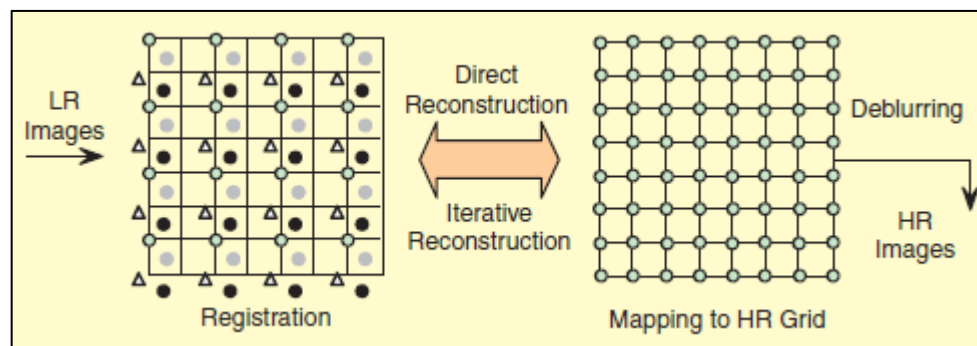 LR
Images
Registration
Direct
Reconstruction
Iterative
Reconstruction
Mapping to HR Grid
Deblurring
HR
Images